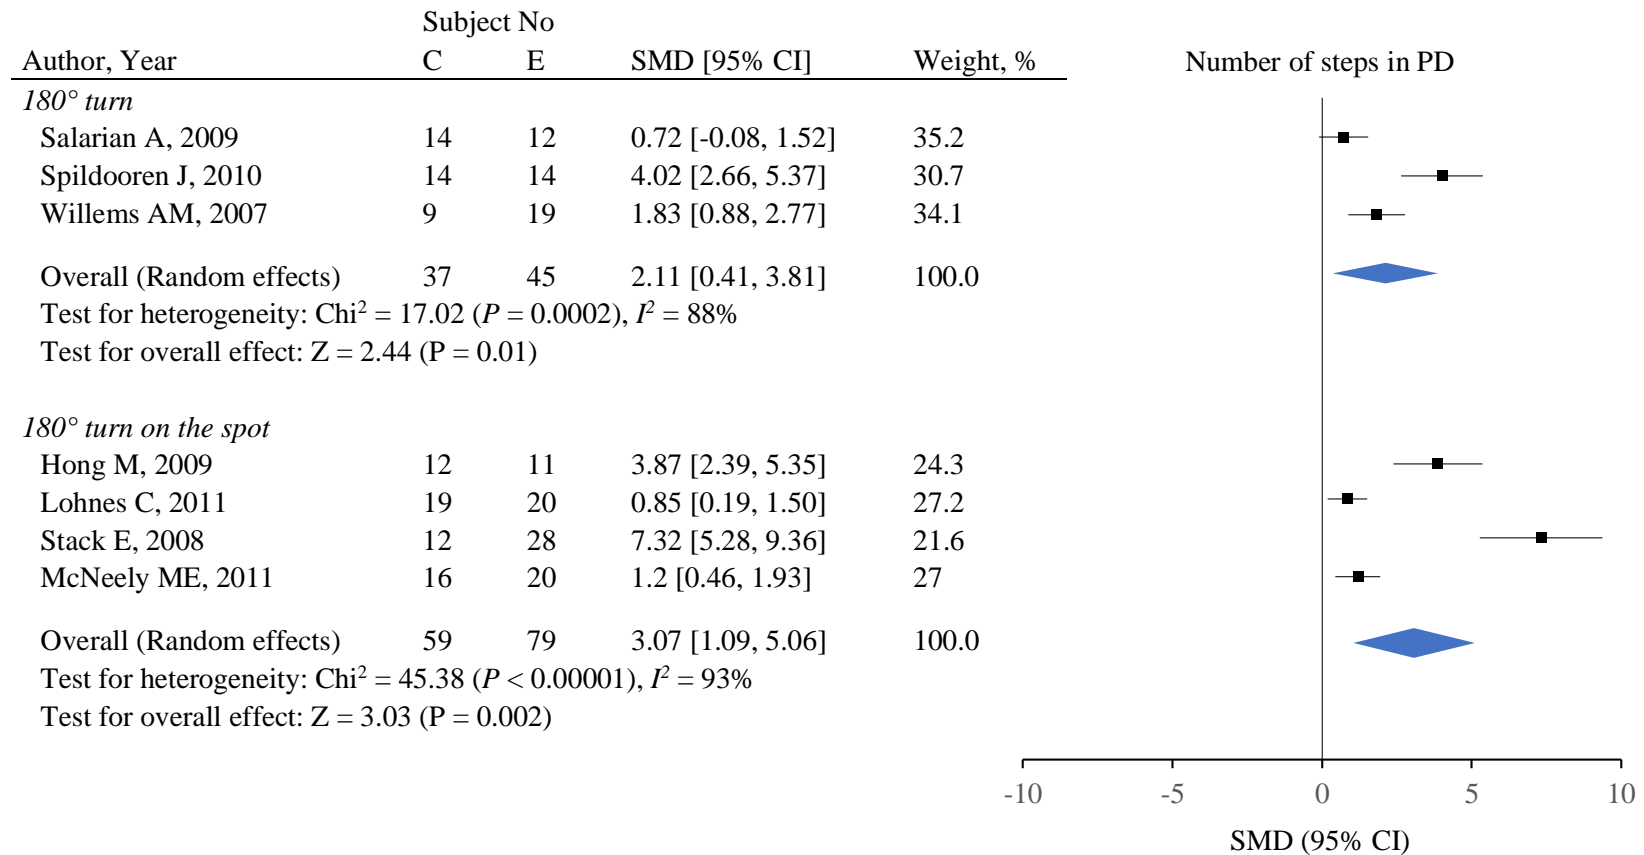 Subject No
Author, Year C E SMD [95% CI] Weight, % Number of steps in PD
180° turn
Salarian A, 2009 14 12 0.72 [-0.08, 1.52] 35.2
Spildooren J, 2010 14 14 4.02 [2.66, 5.37] 30.7
Willems AM, 2007 9 19 1.83 [0.88, 2.77] 34.1
Overall (Random effects) 37 45 2.11 [0.41, 3.81] 100.0
Test for heterogeneity: Chi² = 17.02 (P = 0.0002), I² = 88%
Test for overall effect: Z = 2.44 (P = 0.01)
180° turn on the spot
Hong M, 2009 12 11 3.87 [2.39, 5.35] 24.3
Lohnes C, 2011 19 20 0.85 [0.19, 1.50] 27.2
Stack E, 2008 12 28 7.32 [5.28, 9.36] 21.6
McNeely ME, 2011 16 20 1.2 [0.46, 1.93] 27
Overall (Random effects) 59 79 3.07 [1.09, 5.06] 100.0
Test for heterogeneity: Chi² = 45.38 (P < 0.00001), I² = 93%
Test for overall effect: Z = 3.03 (P = 0.002)
-10 -5 0 5 10
SMD (95% CI)